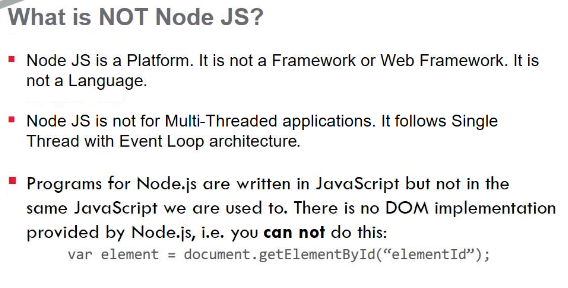 What is NOT Node JS?
▪ Node JS is a Platform. It is not a Framework or Web Framework. It is
not a Language.
▪ Node JS is not for Multi-Threaded applications. It follows Single
Thread with Event Loop architecture.
▪ Programs for Node.js are written in JavaScript but not in the
same JavaScript we are used to. There is no DOM implementation
provided by Node.js, i.e. you can not do this:
var element = document.getElementById(“elementId”);